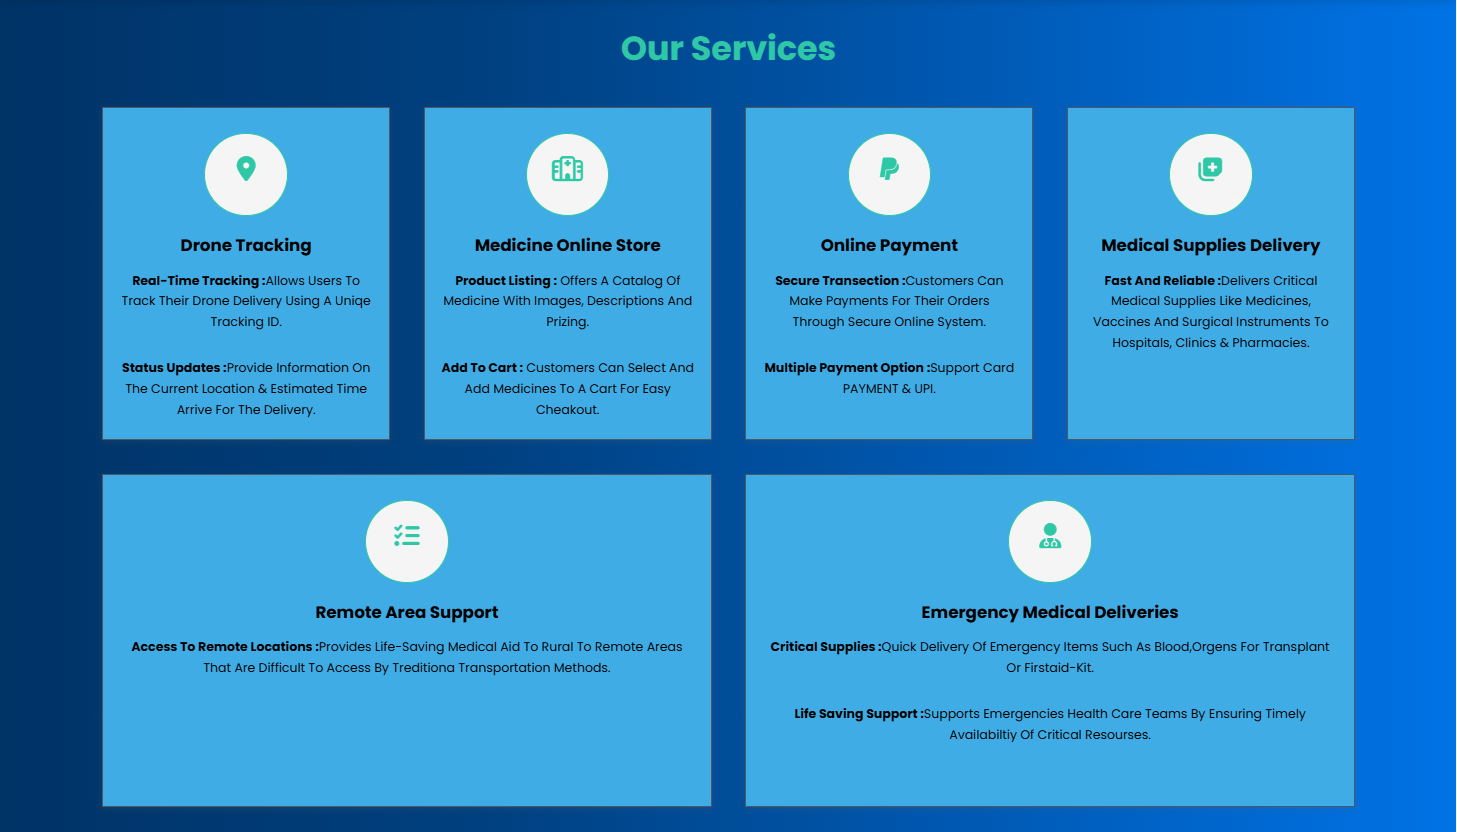 Our Services
Drone Tracking
Real-Time Tracking :Allows Users To
Track Their Drone Delivery Using A Uniqe
Tracking ID.
Status Updates :Provide Information On
The Current Location & Estimated Time
Arrive For The Delivery.
Medicine Online Store
Product Listing : Offers A Catalog Of
Medicine With Images, Descriptions And
Prizing.
Add To Cart : Customers Can Select And
Add Medicines To A Cart For Easy
Cheakout.
Online Payment
Secure Transection :Customers Can
Make Payments For Their Orders
Through Secure Online System.
Multiple Payment Option :Support Card
PAYMENT & UPI.
Medical Supplies Delivery
Fast And Reliable :Delivers Critical
Medical Supplies Like Medicines,
Vaccines And Surgical Instruments To
Hospitals, Clinics & Pharmacies.
Remote Area Support
Access To Remote Locations :Provides Life-Saving Medical Aid To Rural To Remote Areas
That Are Difficult To Access By Treditiona Transportation Methods.
Emergency Medical Deliveries
Critical Supplies :Quick Delivery Of Emergency Items Such As Blood,Orgens For Transplant
Or Firstaid-Kit.
Life Saving Support :Supports Emergencies Health Care Teams By Ensuring Timely
Availabiltiy Of Critical Resourses.